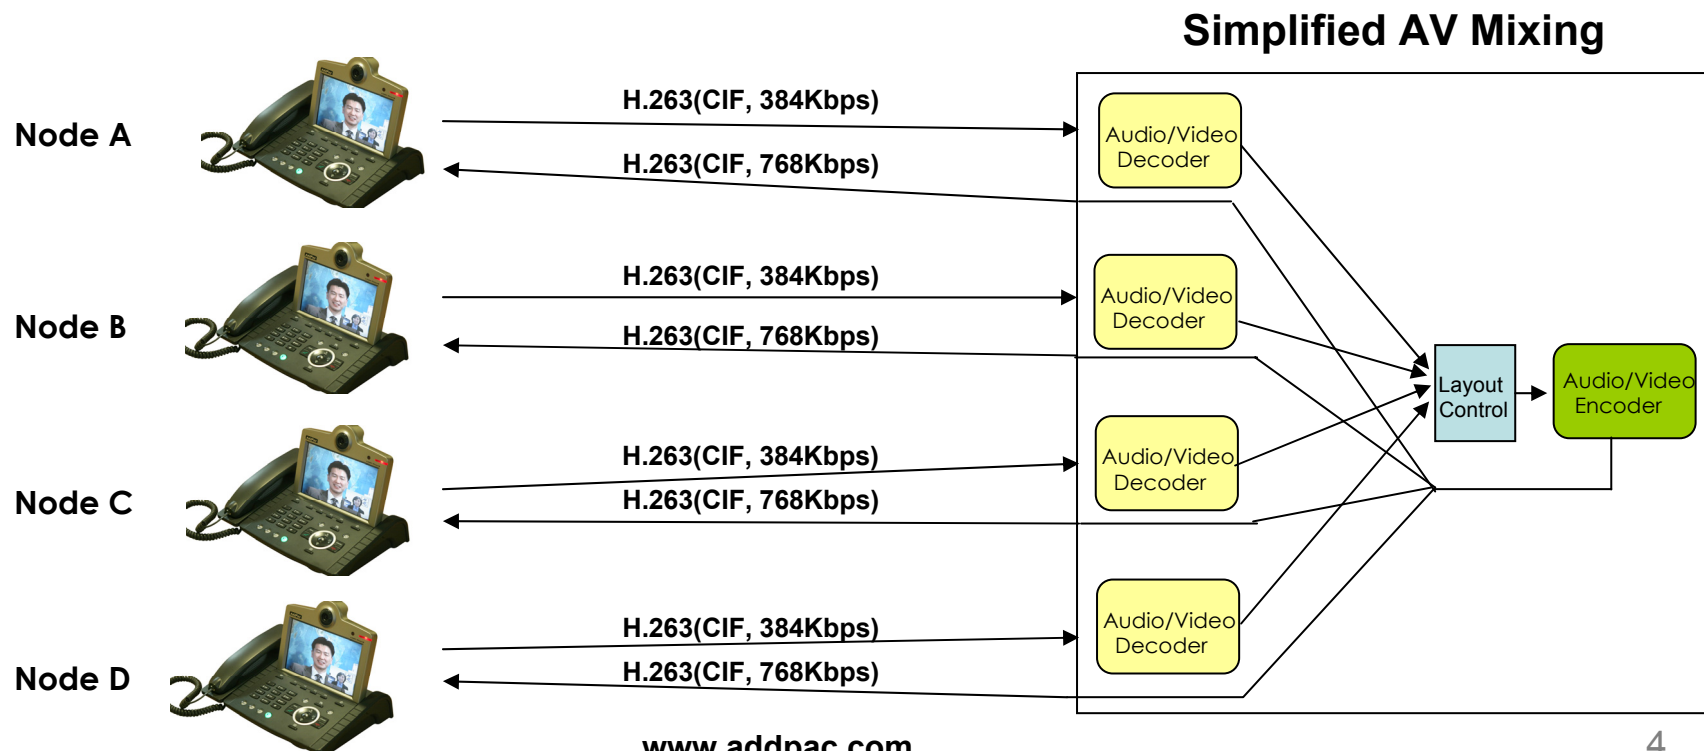 Simplified AV Mixing
Node A
H.263(CIF, 384Kbps)
H.263(CIF, 768Kbps)
Audio/Video
Decoder
Node B
H.263(CIF, 384Kbps)
H.263(CIF, 768Kbps)
Audio/Video
Decoder
Layout
Control
Audio/Video
Encoder
Node C
H.263(CIF, 384Kbps)
H.263(CIF, 768Kbps)
Audio/Video
Decoder
Node D
H.263(CIF, 384Kbps)
H.263(CIF, 768Kbps)
Audio/Video
Decoder
www.addpac.com
4